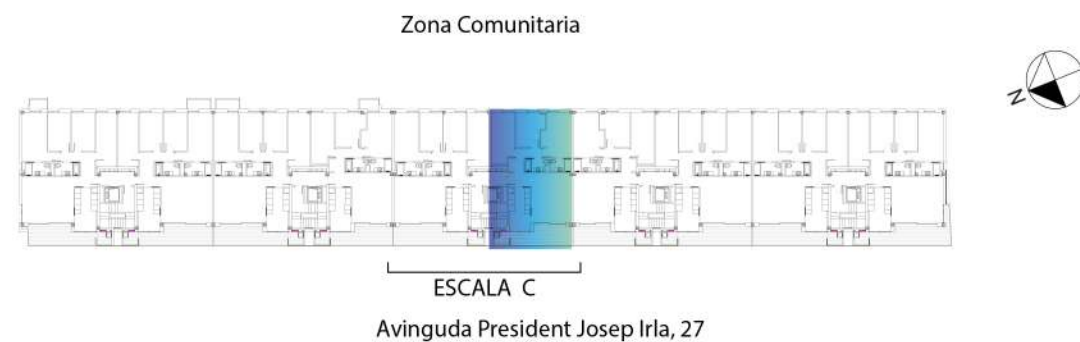 Zona Comunitaria
N
ESCALA C
Avinguda President Josep Irla, 27